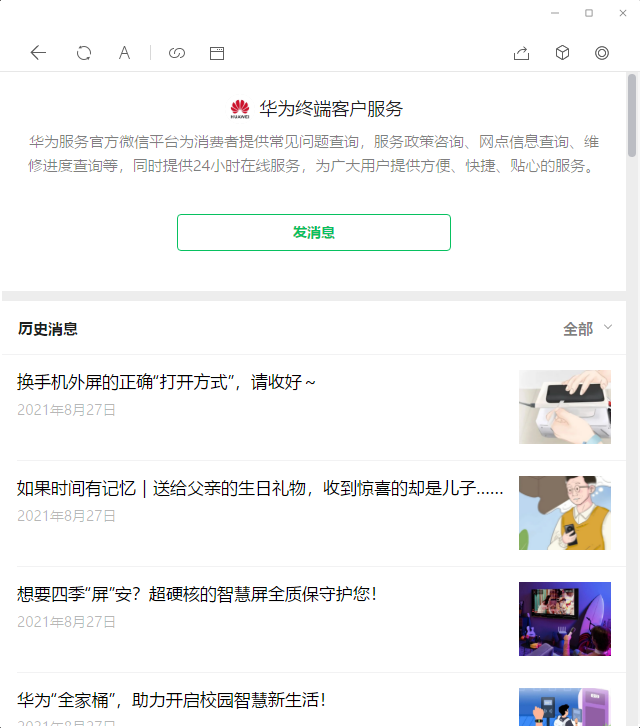 A
HUAWEI
华为终端客户服务
华为服务官方微信平台为消费者提供常见问题查询，服务政策咨询、网点信息查询、维
修进度查询等，同时提供24小时在线服务，为广大用户提供方便、快捷、贴心的服务。
发消息
历史消息
全部
换手机外屏的正确“打开方式”，请收好～
2021年8月27日
如果时间有记忆｜送给父亲的生日礼物，收到惊喜的却是儿子……
2021年8月27日
想要四季“屏”安？超硬核的智慧屏全质保守护您！
2021年8月27日
华为“全家桶”，助力开启校园智慧新生活！
2021年8月27日